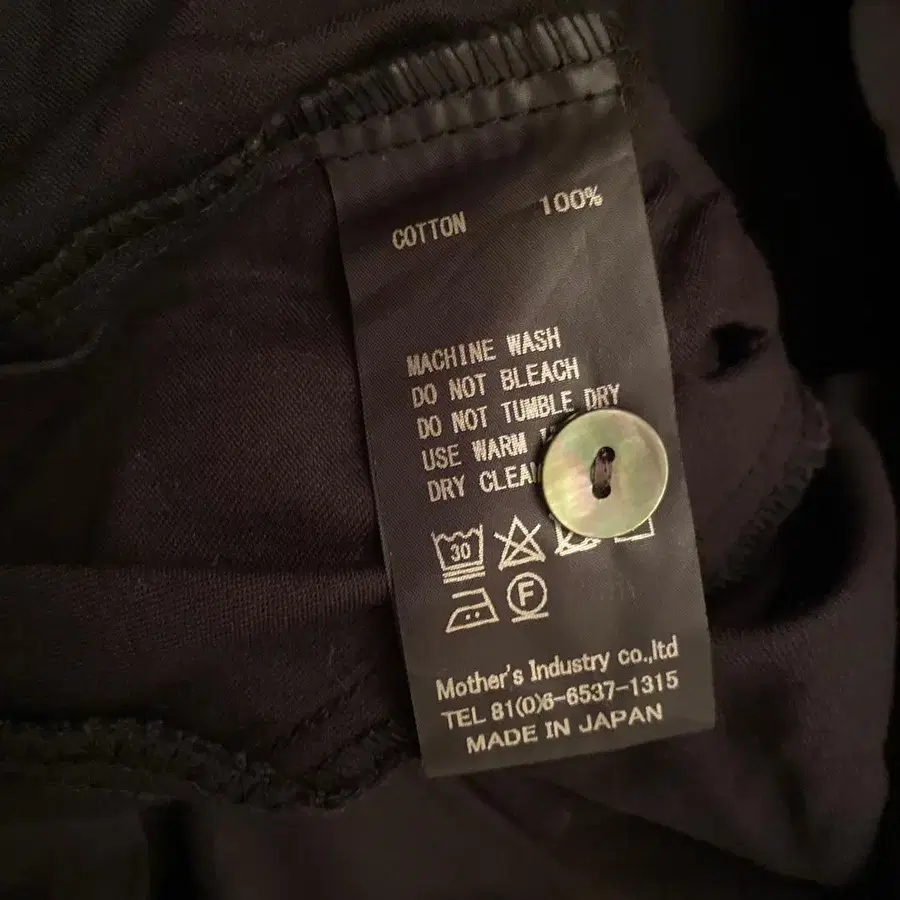 COTTON 100%
MACHINE WASH
DO NOT BLEACH
DO NOT TUMBLE DRY
USE WARM
DRY
30
F
Mother's Industry co.,ltd
TEL 81(0)6-6537-1315
MADE IN JAPAN